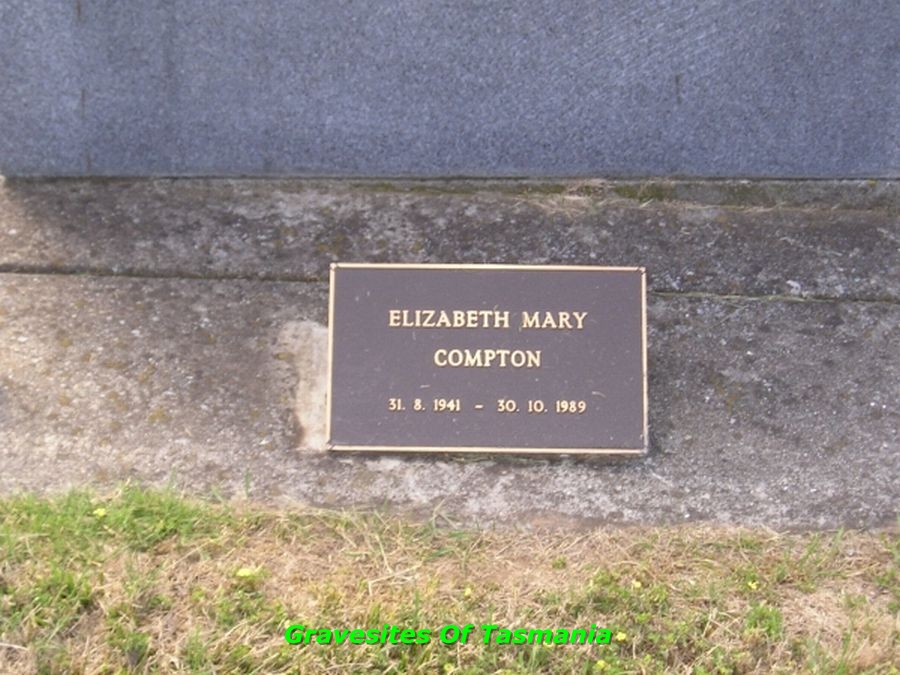 ELIZABETH MARY
COMPTON
31. 8. 1941 - 30. 10. 1989
Gravesites Of Tasmania